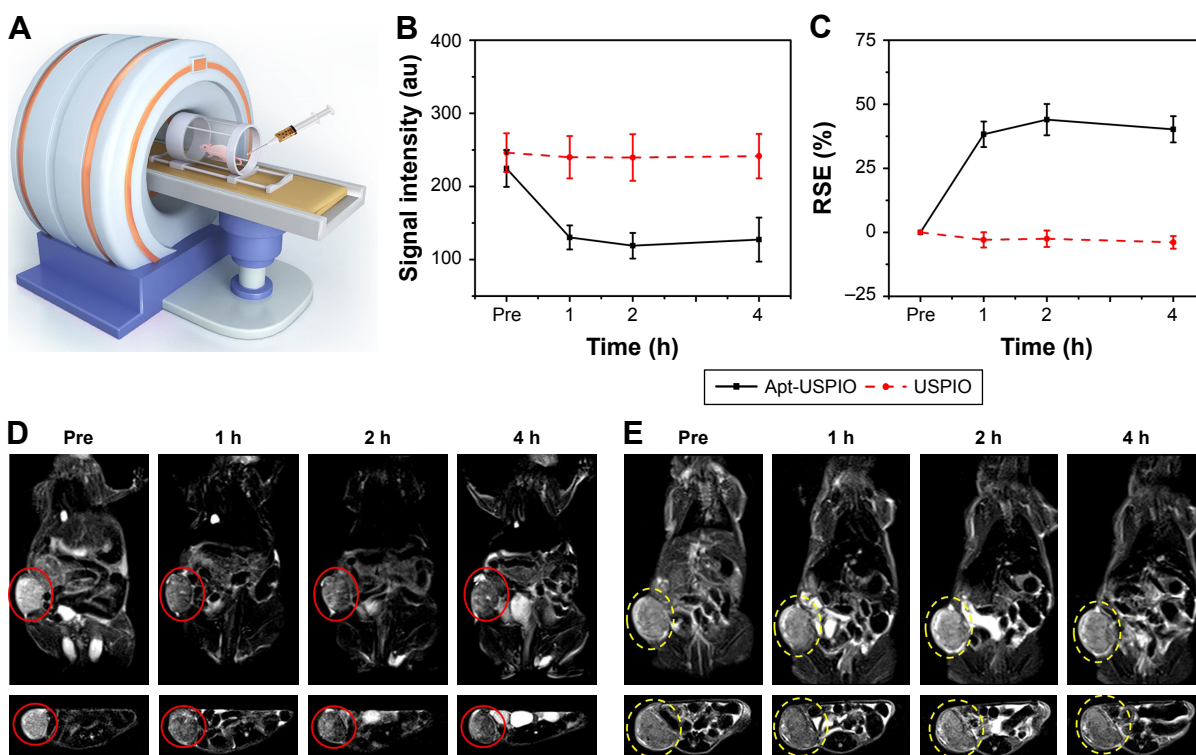 A
B
400
300
200
100
Signal intensity (au)
Pre
1
2
4
Time (h)
C
75
50
25
0
–25
RSE (%)
Pre
1
2
4
Time (h)
Apt-USPIO
USPIO
D
Pre
1 h
2 h
4 h
E
Pre
1 h
2 h
4 h